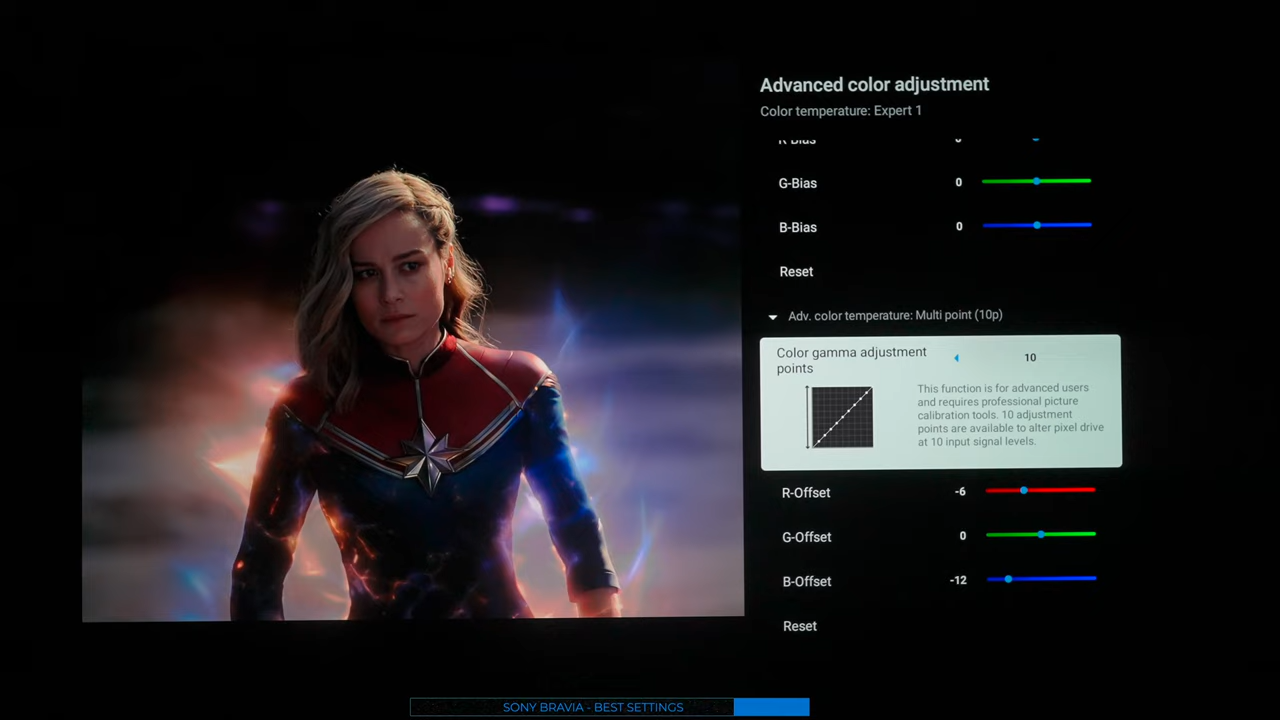 Advanced color adjustment
Color temperature: Expert 1
R-Bias
G-Bias 0
B-Bias 0
Reset
Adv. color temperature: Multi point (10p)
Color gamma adjustment
points
10
This function is for advanced users
and requires professional picture
calibration tools. 10 adjustment
points are available to alter pixel drive
at 10 input signal levels.
R-Offset -6
G-Offset 0
B-Offset -12
Reset
SONY BRAVIA - BEST SETTINGS